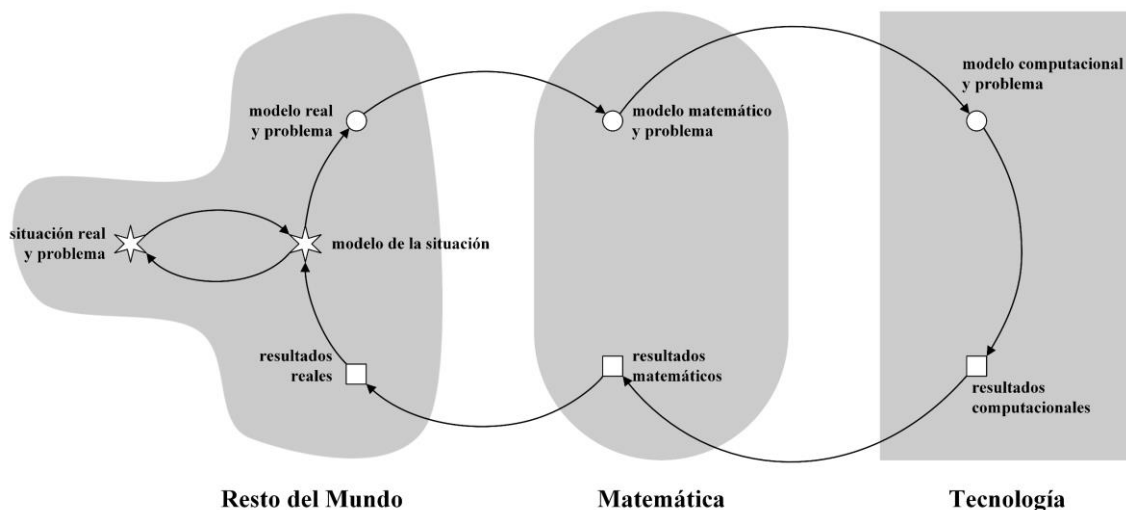 modelo computacional
y problema
modelo real
y problema
modelo matemático
y problema
situación real
y problema
modelo de la situación
resultados
reales
resultados
matemáticos
resultados
computacionales
Resto del Mundo
Matemática
Tecnología